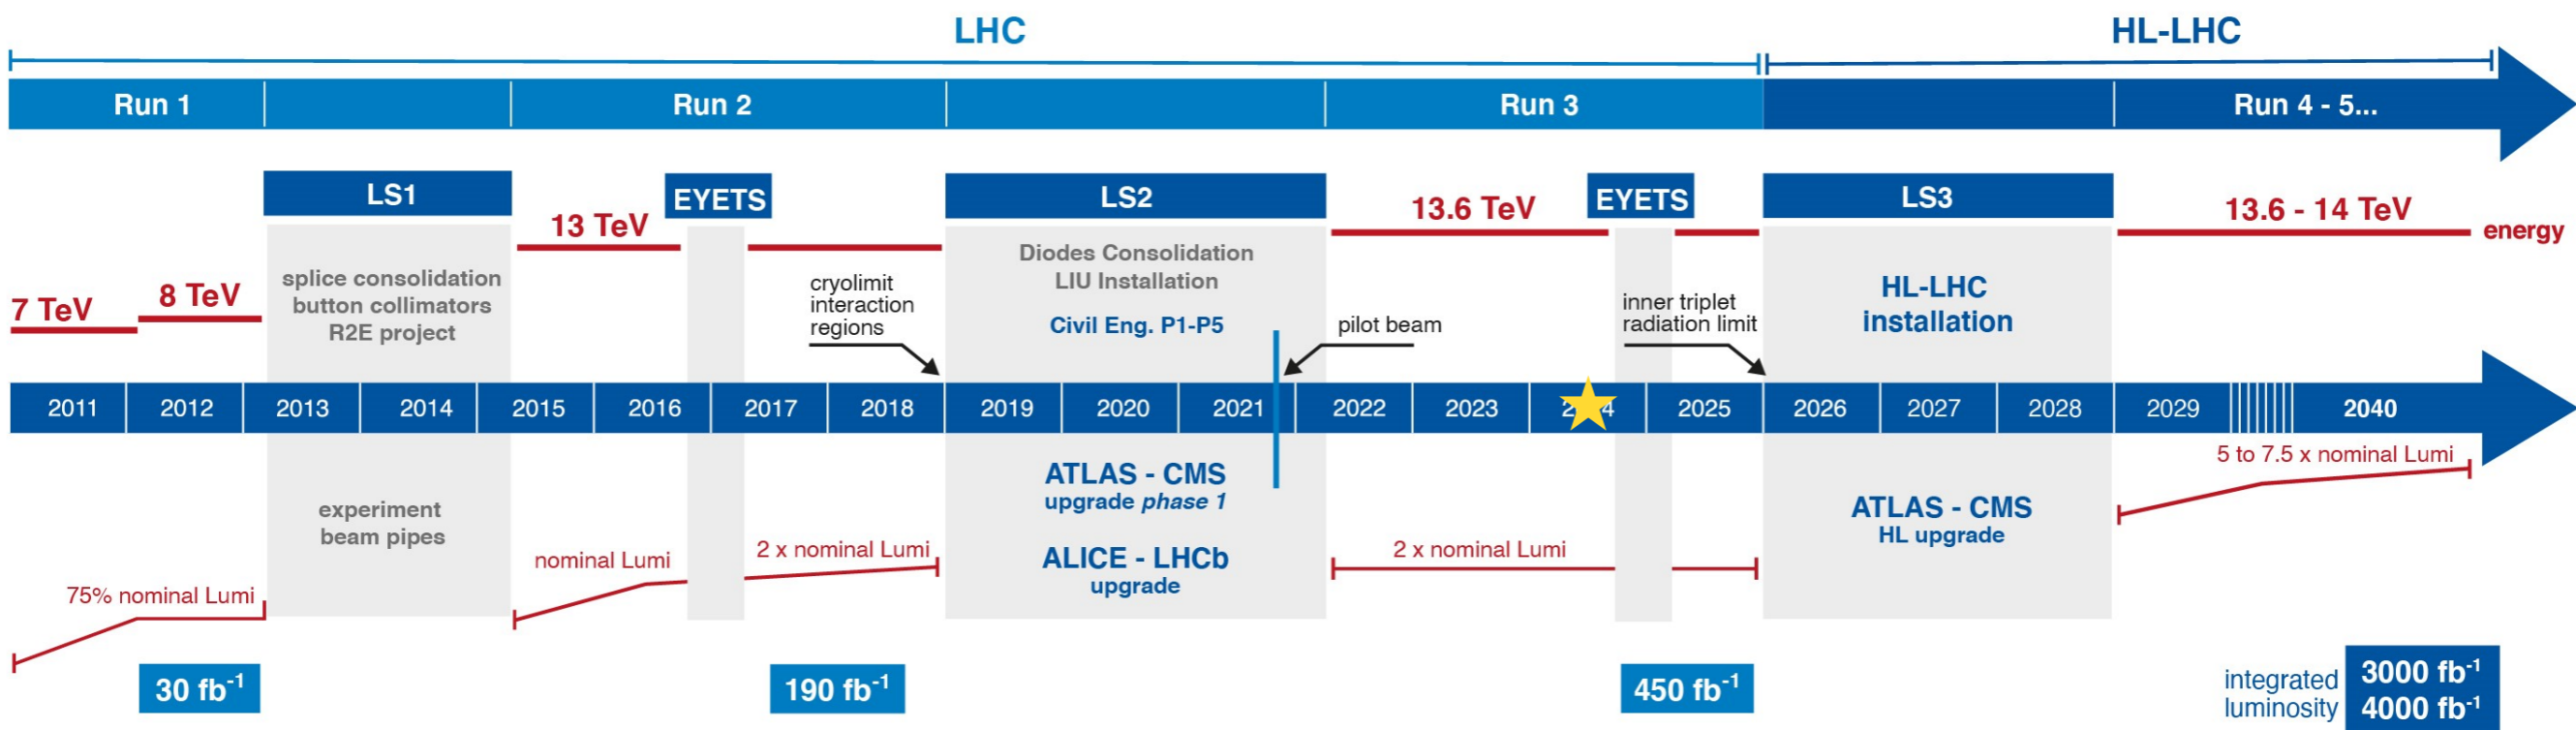 LHC
HL-LHC
Run 1
Run 2
Run 3
Run 4 - 5...
LS1
EYETS
LS2
EYETS
LS3
7 TeV
8 TeV
13 TeV
13.6 TeV
13.6 - 14 TeV
energy
splice consolidation
button collimators
R2E project
cryolimit
interaction
regions
Diodes Consolidation
LIU Installation
Civil Eng. P1-P5
pilot beam
inner triplet
radiation limit
HL-LHC
installation
2011
2012
2013
2014
2015
2016
2017
2018
2019
2020
2021
2022
2023
2 4
2025
2026
2027
2028
2029
2040
experiment
beam pipes
ATLAS - CMS
upgrade phase 1
ALICE - LHCb
upgrade
ATLAS - CMS
HL upgrade
75% nominal Lumi
nominal Lumi
2 x nominal Lumi
2 x nominal Lumi
5 to 7.5 x nominal Lumi
30 fb⁻¹
190 fb⁻¹
450 fb⁻¹
integrated
luminosity
3000 fb⁻¹
4000 fb⁻¹